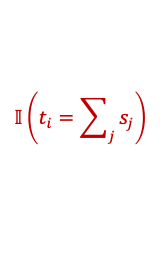 𝕀(tᵢ = ∑ⱼ sⱼ)